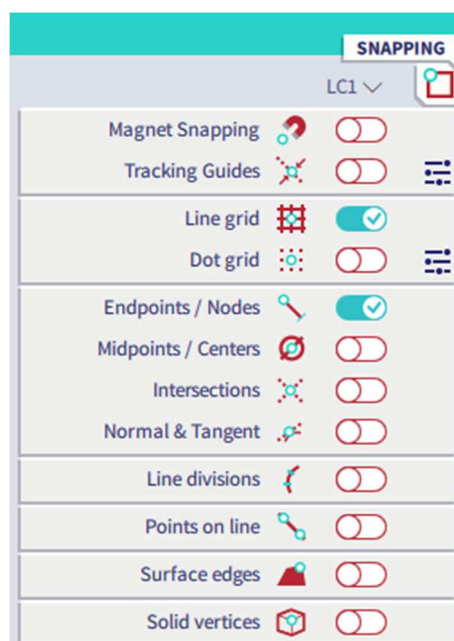 SNAPPING
LC1
Magnet Snapping
Tracking Guides
Line grid
Dot grid
Endpoints / Nodes
Midpoints / Centers
Intersections
Normal & Tangent
Line divisions
Points on line
Surface edges
Solid vertices